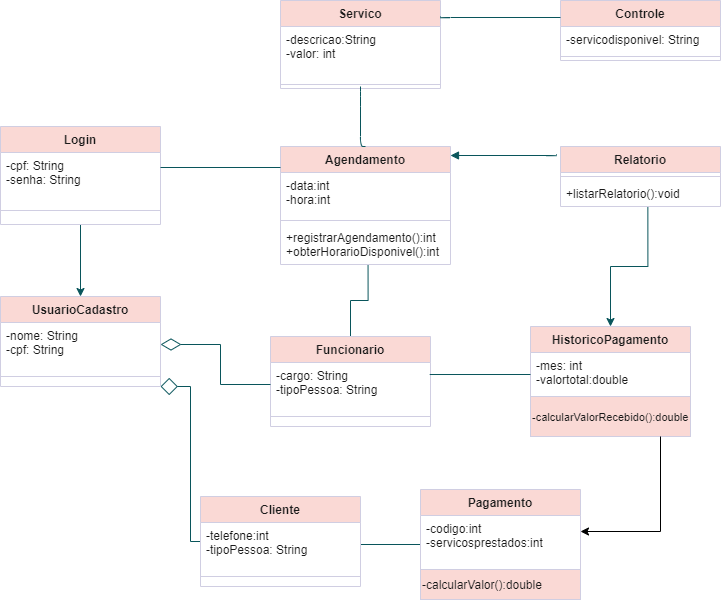 Servico
-descricao:String
-valor: int
Controle
-servicodisponivel: String
Login
-cpf: String
-senha: String
Agendamento
-data:int
-hora:int
+registrarAgendamento():int
+obterHorarioDisponivel():int
Relatorio
+listarRelatorio():void
UsuarioCadastro
-nome: String
-cpf: String
Funcionario
-cargo: String
-tipoPessoa: String
HistoricoPagamento
-mes: int
-valortotal:double
-calcularValorRecebido():double
Cliente
-telefone:int
-tipoPessoa: String
Pagamento
-codigo:int
-servicosprestados:int
-calcularValor():double